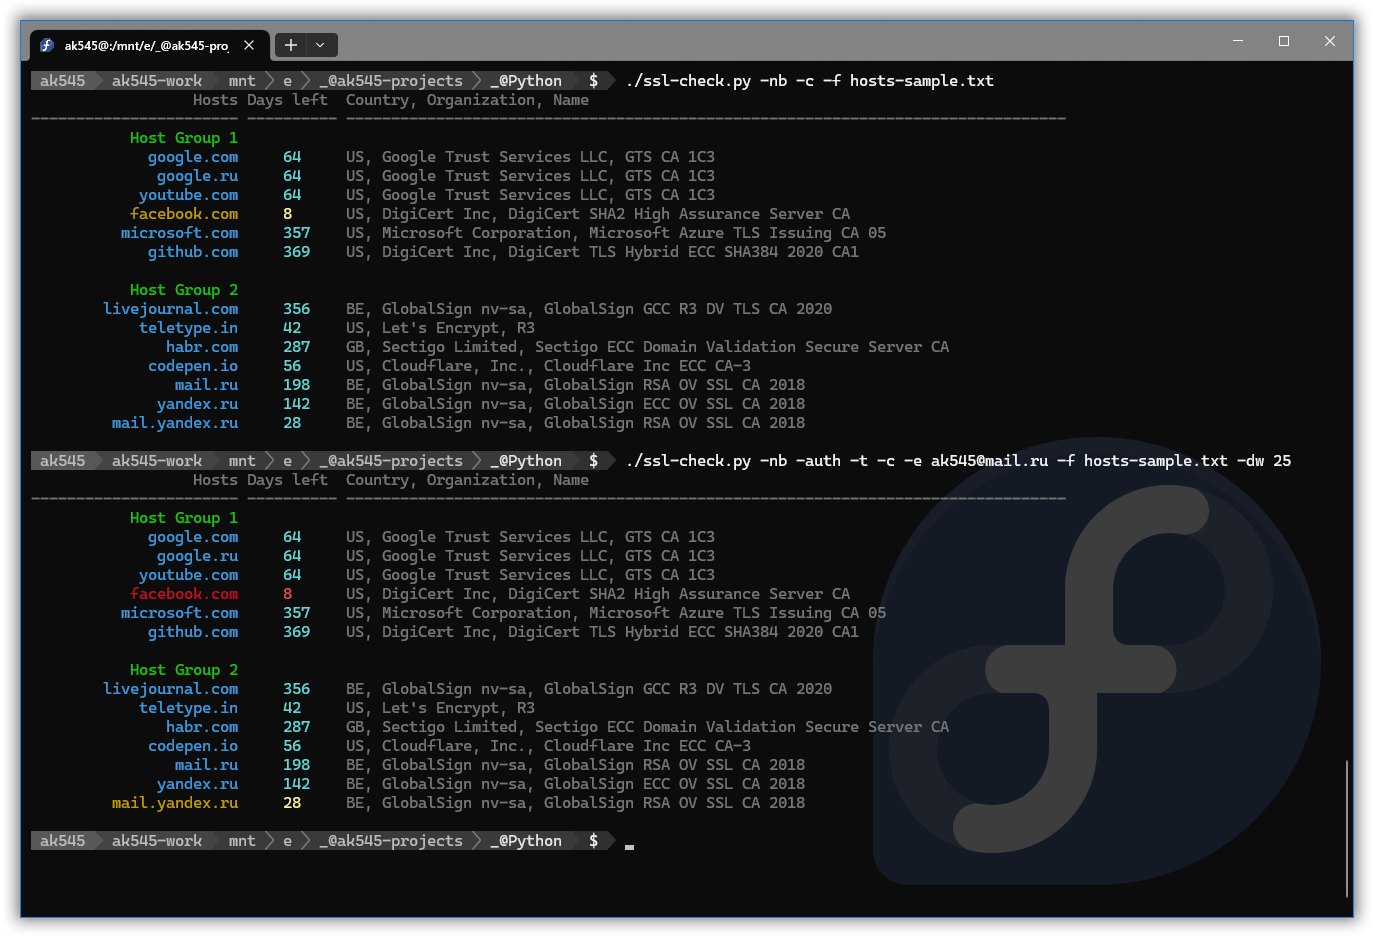 ak545@:/mnt/e/_@ak545-pro
ak545 ak545-work mnt e _@ak545-projects _@Python $ ./ssl-check.py -nb -c -f hosts-sample.txt
Hosts Days left Country, Organization, Name
Host Group 1
google.com 64 US, Google Trust Services LLC, GTS CA 1C3
google.ru 64 US, Google Trust Services LLC, GTS CA 1C3
youtube.com 64 US, Google Trust Services LLC, GTS CA 1C3
facebook.com 8 US, DigiCert Inc, DigiCert SHA2 High Assurance Server CA
microsoft.com 357 US, Microsoft Corporation, Microsoft Azure TLS Issuing CA 05
github.com 369 US, DigiCert Inc, DigiCert TLS Hybrid ECC SHA384 2020 CA1
Host Group 2
livejournal.com 356 BE, GlobalSign nv-sa, GlobalSign GCC R3 DV TLS CA 2020
teletype.in 42 US, Let's Encrypt, R3
habr.com 287 GB, Sectigo Limited, Sectigo ECC Domain Validation Secure Server CA
codepen.io 56 US, Cloudflare, Inc., Cloudflare Inc ECC CA-3
mail.ru 198 BE, GlobalSign nv-sa, GlobalSign RSA OV SSL CA 2018
yandex.ru 142 BE, GlobalSign nv-sa, GlobalSign ECC OV SSL CA 2018
mail.yandex.ru 28 BE, GlobalSign nv-sa, GlobalSign RSA OV SSL CA 2018
ak545 ak545-work mnt e _@ak545-projects _@Python $ ./ssl-check.py -nb -auth -t -c -e ak545@mail.ru -f hosts-sample.txt -dw 25
Hosts Days left Country, Organization, Name
Host Group 1
google.com 64 US, Google Trust Services LLC, GTS CA 1C3
google.ru 64 US, Google Trust Services LLC, GTS CA 1C3
youtube.com 64 US, Google Trust Services LLC, GTS CA 1C3
facebook.com 8 US, DigiCert Inc, DigiCert SHA2 High Assurance Server CA
microsoft.com 357 US, Microsoft Corporation, Microsoft Azure TLS Issuing CA 05
github.com 369 US, DigiCert Inc, DigiCert TLS Hybrid ECC SHA384 2020 CA1
Host Group 2
livejournal.com 356 BE, GlobalSign nv-sa, GlobalSign GCC R3 DV TLS CA 2020
teletype.in 42 US, Let's Encrypt, R3
habr.com 287 GB, Sectigo Limited, Sectigo ECC Domain Validation Secure Server CA
codepen.io 56 US, Cloudflare, Inc., Cloudflare Inc ECC CA-3
mail.ru 198 BE, GlobalSign nv-sa, GlobalSign RSA OV SSL CA 2018
yandex.ru 142 BE, GlobalSign nv-sa, GlobalSign ECC OV SSL CA 2018
mail.yandex.ru 28 BE, GlobalSign nv-sa, GlobalSign RSA OV SSL CA 2018
ak545 ak545-work mnt e _@ak545-projects _@Python $